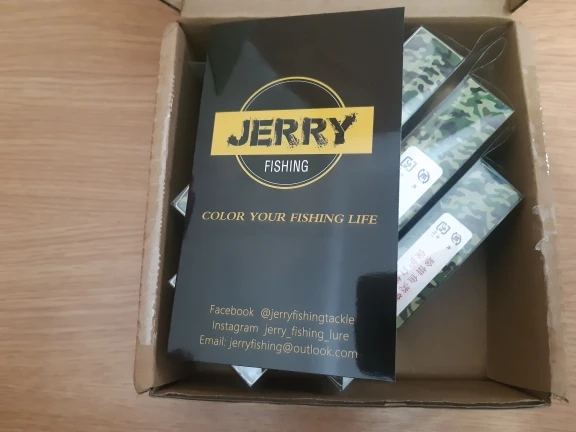 JERRY
FISHING
COLOR YOUR FISHING LIFE
Facebook @jerryfishingtackle
Instagram Jerry_fishing_lure
Email: jerryfishing@outlook.com